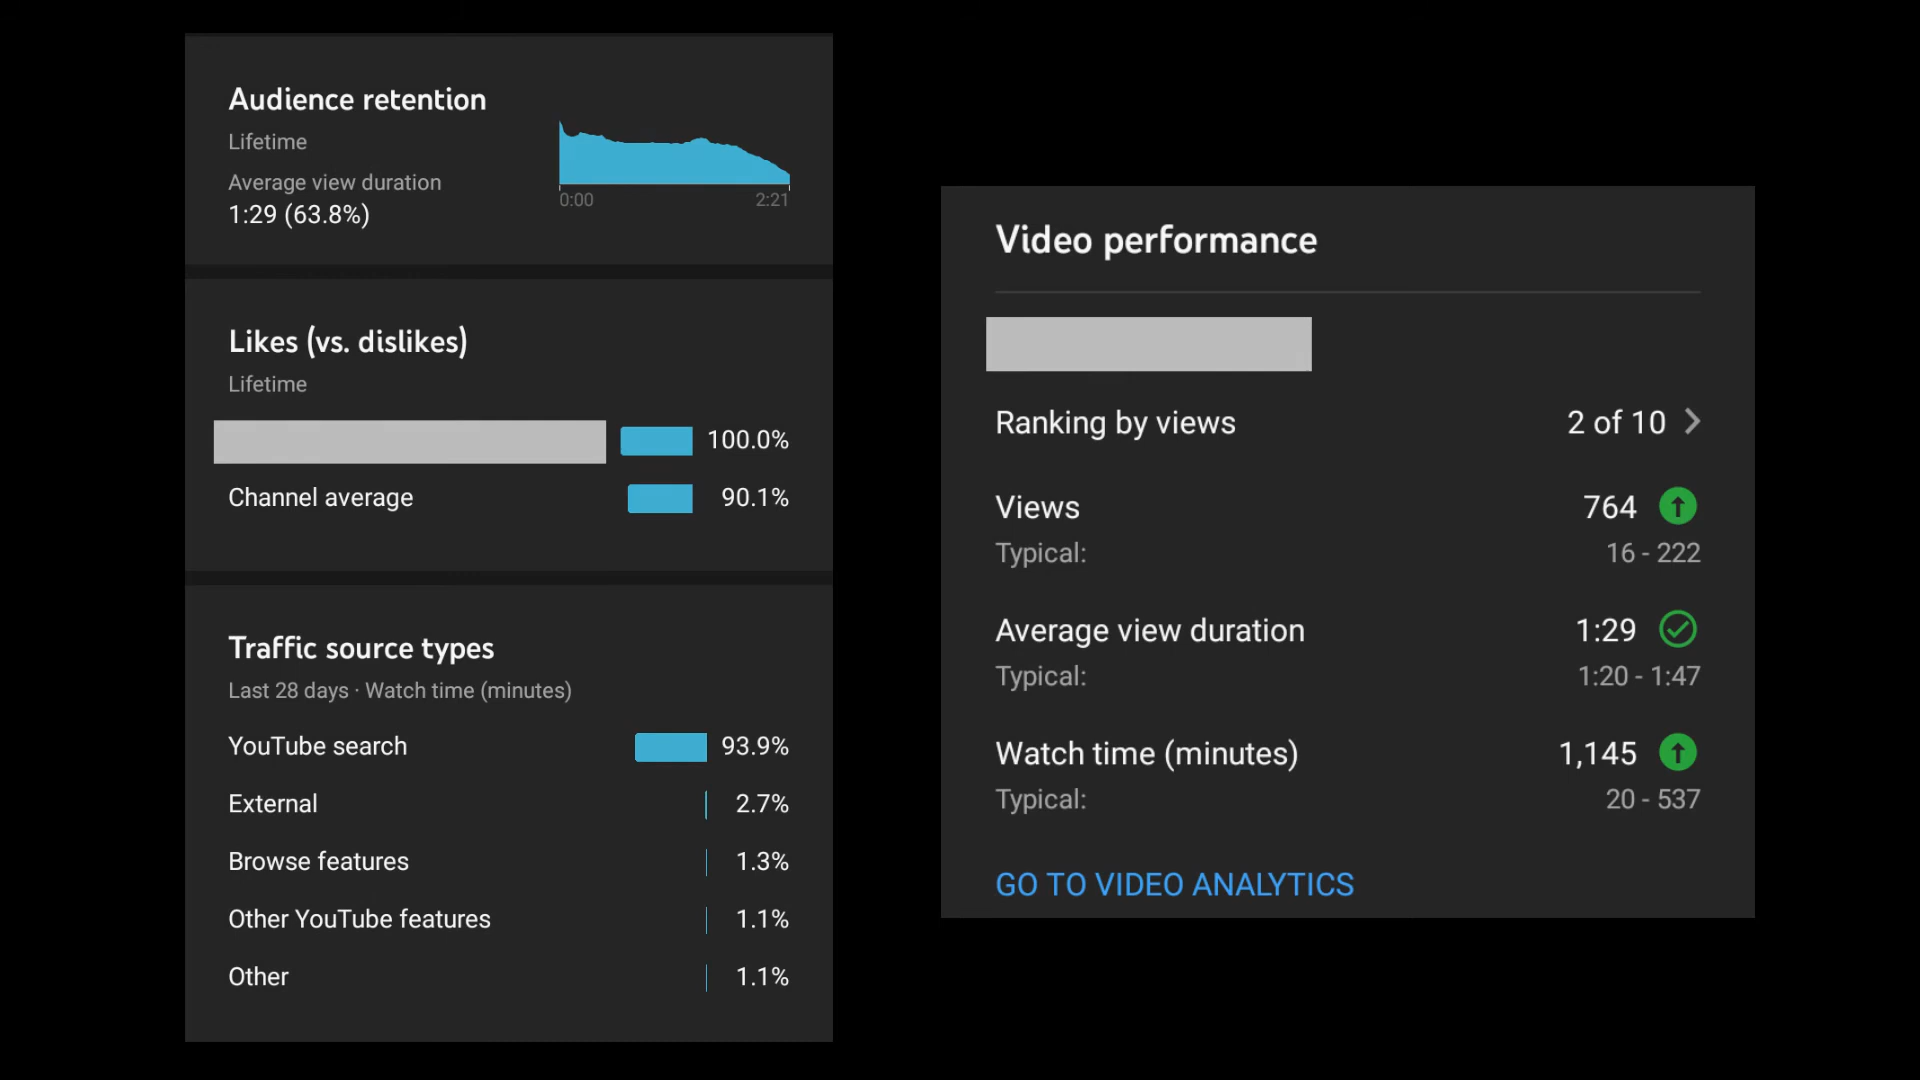 Audience retention
Lifetime
Average view duration
1:29 (63.8%)
0:00 2:21
Likes (vs. dislikes)
Lifetime
100.0%
Channel average 90.1%
Traffic source types
Last 28 days · Watch time (minutes)
YouTube search 93.9%
External 2.7%
Browse features 1.3%
Other YouTube features 1.1%
Other 1.1%
Video performance
Ranking by views 2 of 10
Views 764
Typical: 16 - 222
Average view duration 1:29
Typical: 1:20 - 1:47
Watch time (minutes) 1,145
Typical: 20 - 537
GO TO VIDEO ANALYTICS